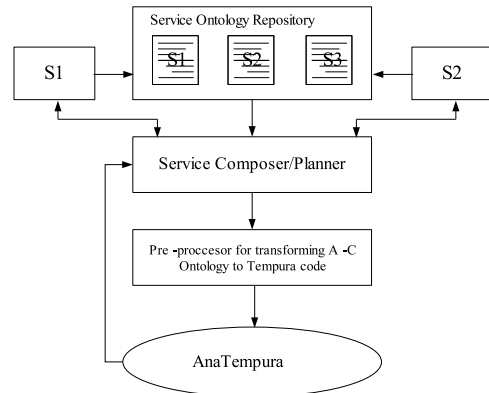 Service Ontology Repository
S1 S2 S3
S1
S2
Service Composer/Planner
Pre -proccesor for transforming A -C
Ontology to Tempura code
AnaTempura